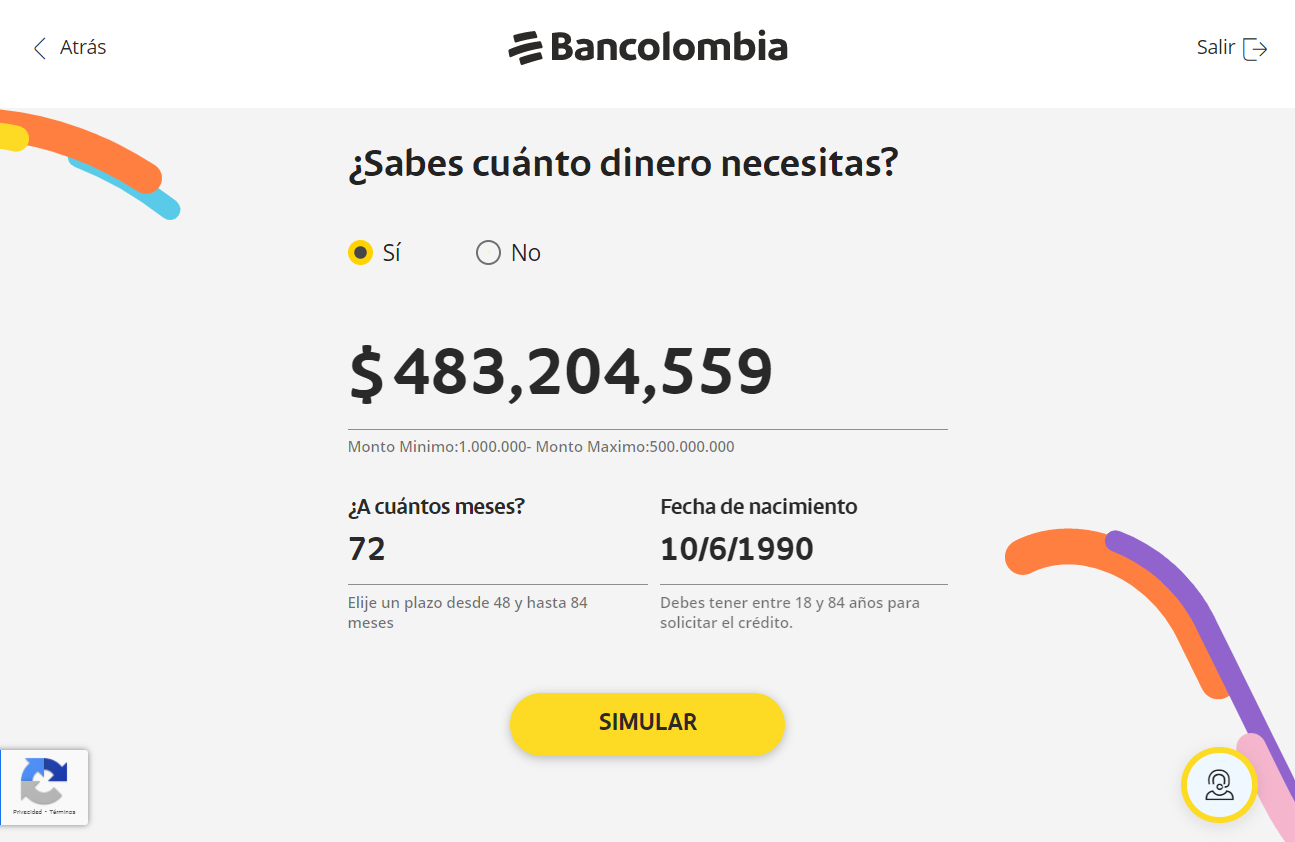 Atrás
Bancolombia
Salir
¿Sabes cuánto dinero necesitas?
Sí
No
$ 483,204,559
Monto Minimo:1.000.000- Monto Maximo:500.000.000
¿A cuántos meses?
Fecha de nacimiento
72
10/6/1990
Elije un plazo desde 48 y hasta 84
meses
Debes tener entre 18 y 84 años para
solicitar el crédito.
SIMULAR
Privacidad - Términos